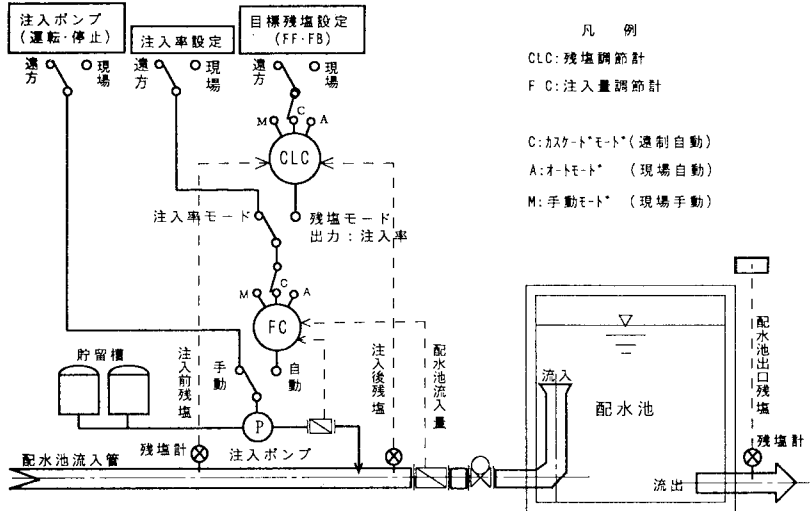 注入ポンプ
(運転・停止)
注入率設定
目標残塩設定
(FF・FB)
遠方
現場
遠方
現場
遠方
現場
凡 例
CLC:残塩調節計
F C:注入量調節計
C:カスケードモード(遠制自動)
A:オートモード (現場自動)
M:手動モード (現場手動)
M
C
A
CLC
注入率モード
残塩モード
出力:注入率
M
C
A
FC
手動
自動
貯留槽
注入前残塩
注入後残塩
配水池流入量
P
注入ポンプ
残塩計
配水池流入管
流入
配水池
配水池出口残塩
残塩計
流出